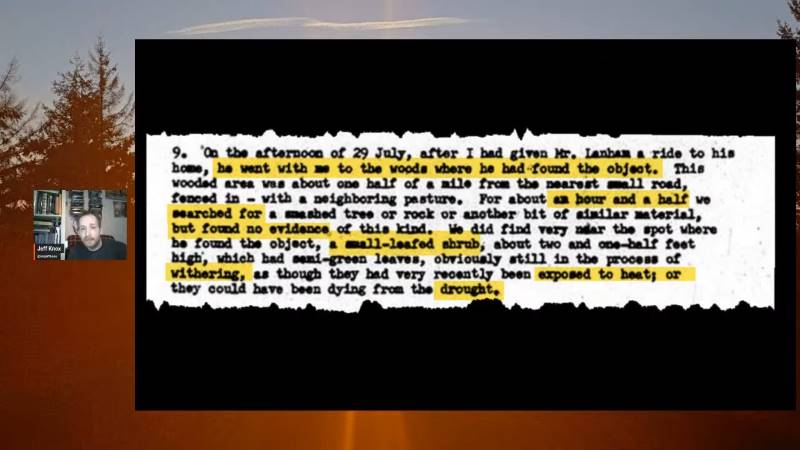 9. On the afternoon of 29 July, after I had given Mr. Lanham a ride to his
home, he went with me to the woods where he had found the object. This
wooded area was about one half of a mile from the nearest small road,
fenced in - with a neighboring pasture. For about an hour and a half we
searched for a smashed tree or rock or another bit of similar material,
but found no evidence of this kind. We did find very near the spot where
he found the object, a small-leafed shrub, about two and one-half feet
high, which had semi-green leaves, obviously still in the process of
withering, as though they had very recently been exposed to heat; or
they could have been dying from the drought.
Jeff Knox